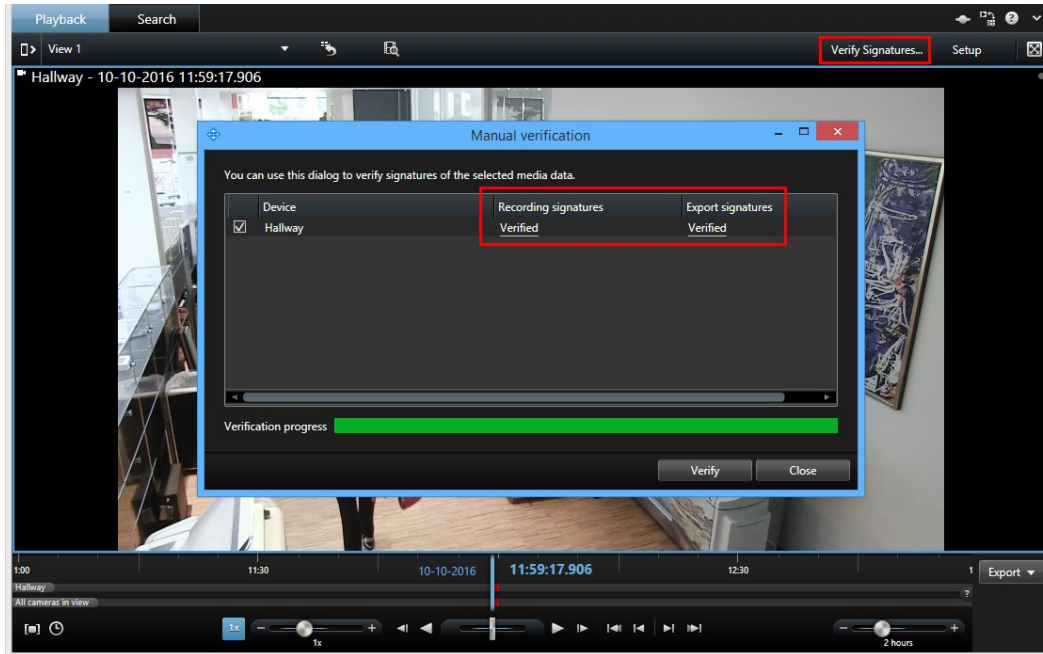 Playback Search
View 1 Verify Signatures... Setup
Hallway - 10-10-2016 11:59:17.906
Manual verification
You can use this dialog to verify signatures of the selected media data.
Device Recording signatures Export signatures
Hallway Verified Verified
Verification progress
Verify Close
1:00 11:30 10-10-2016 11:59:17.906 12:30 1 Export
Hallway
All cameras in view
1x 1x 2 hours